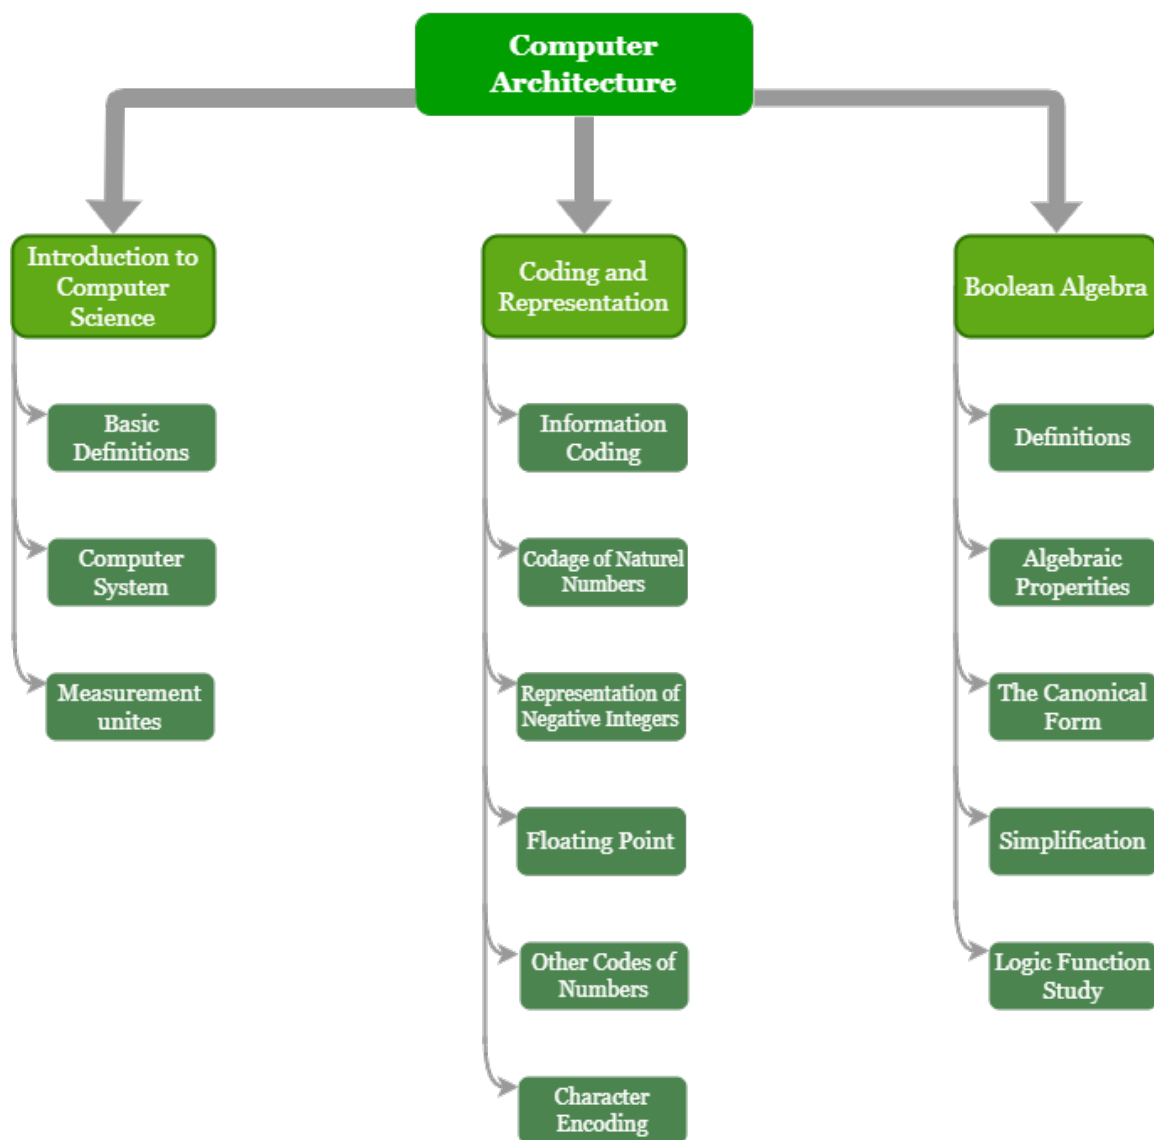 Computer
Architecture
Introduction to
Computer
Science
Basic
Definitions
Computer
System
Measurement
unites
Coding and
Representation
Information
Coding
Codage of Naturel
Numbers
Representation of
Negative Integers
Floating Point
Other Codes of
Numbers
Character
Encoding
Boolean Algebra
Definitions
Algebraic
Properities
The Canonical
Form
Simplification
Logic Function
Study